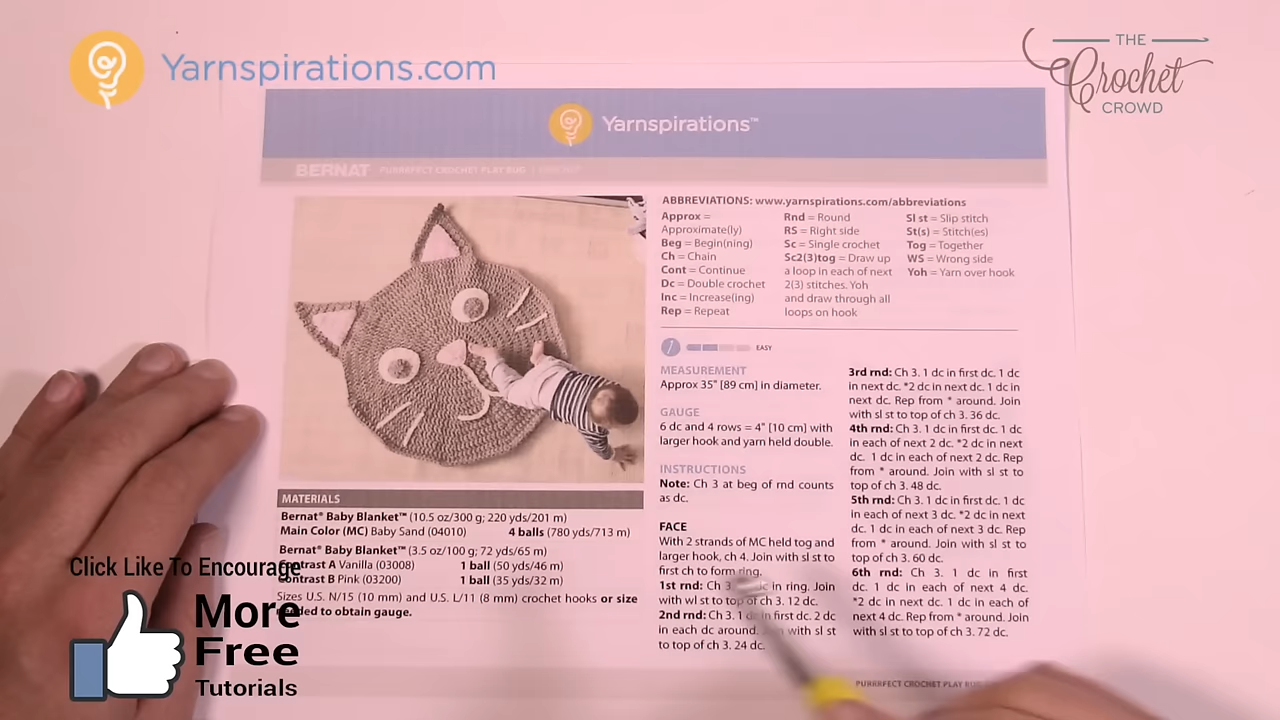 Yarnspirations.com
THE
Crochet
CROWD
Yarnspirations™
BERNAT PURRRFECT CROCHET PLAY RUG
ABBREVIATIONS: www.yarnspirations.com/abbreviations
Approx =
Approximate(ly)
Beg = Begin(ning)
Ch = Chain
Cont = Continue
Dc = Double crochet
Inc = Increase(ing)
Rep = Repeat
Rnd = Round
RS = Right side
Sc = Single crochet
Sc2(3)tog = Draw up
a loop in each of next
2(3) stitches. Yoh
and draw through all
loops on hook
Sl st = Slip stitch
St(s) = Stitch(es)
Tog = Together
WS = Wrong side
Yoh = Yarn over hook
EASY
MATERIALS
Bernat® Baby Blanket™ (10.5 oz/300 g; 220 yds/201 m)
Main Color (MC) Baby Sand (04010) 4 balls (780 yds/713 m)
Bernat® Baby Blanket™ (3.5 oz/100 g; 72 yds/65 m)
Contrast A Vanilla (03008) 1 ball (50 yds/46 m)
B Pink (03200) 1 ball (35 yds/32 m)
Sizes U.S. N/15 (10 mm) and U.S. L/11 (8 mm) crochet hooks or size
to obtain gauge.
MEASUREMENT
Approx 35" [89 cm] in diameter.
GAUGE
6 dc and 4 rows = 4" [10 cm] with
larger hook and yarn held double.
INSTRUCTIONS
Note: Ch 3 at beg of rnd counts
as dc.
FACE
With 2 strands of MC held tog and
larger hook, ch 4. Join with sl st to
first ch to form ring.
1st rnd: Ch 3. in ring. Join
with wl st to top of ch 3. 12 dc.
2nd rnd: Ch 3. 1 dc in first dc. 2 dc
in each dc around. with sl st
to top of ch 3. 24 dc.
3rd rnd: Ch 3. 1 dc in first dc. 1 dc
in next dc. *2 dc in next dc. 1 dc in
next dc. Rep from * around. Join
with sl st to top of ch 3. 36 dc.
4th rnd: Ch 3. 1 dc in first dc. 1 dc
in each of next 2 dc. *2 dc in next
dc. 1 dc in each of next 2 dc. Rep
from * around. Join with sl st to
top of ch 3. 48 dc.
5th rnd: Ch 3. 1 dc in first dc. 1 dc
in each of next 3 dc. *2 dc in next
dc. 1 dc in each of next 3 dc. Rep
from * around. Join with sl st to
top of ch 3. 60 dc.
6th rnd: Ch 3. 1 dc in first
dc. 1 dc in each of next 4 dc.
*2 dc in next dc. 1 dc in each of
next 4 dc. Rep from * around. Join
with sl st to top of ch 3. 72 dc.
PURRRFECT CROCHET PLAY RUG
Click Like To Encourage
More
Free
Tutorials